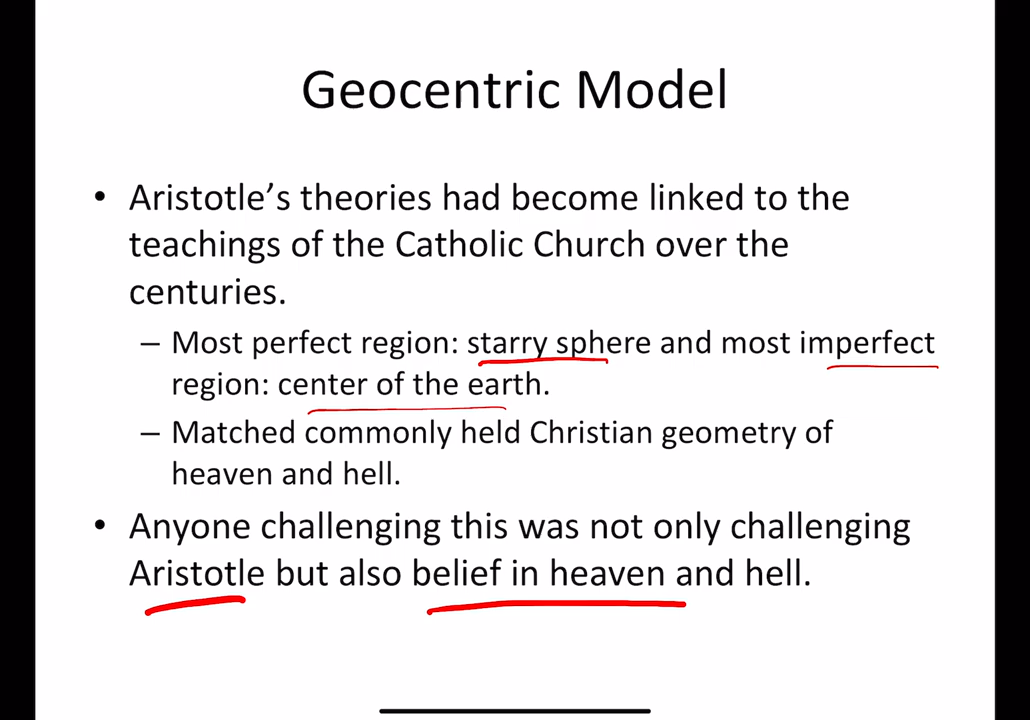 Geocentric Model
• Aristotle’s theories had become linked to the
teachings of the Catholic Church over the
centuries.
– Most perfect region: starry sphere and most imperfect
region: center of the earth.
– Matched commonly held Christian geometry of
heaven and hell.
• Anyone challenging this was not only challenging
Aristotle but also belief in heaven and hell.